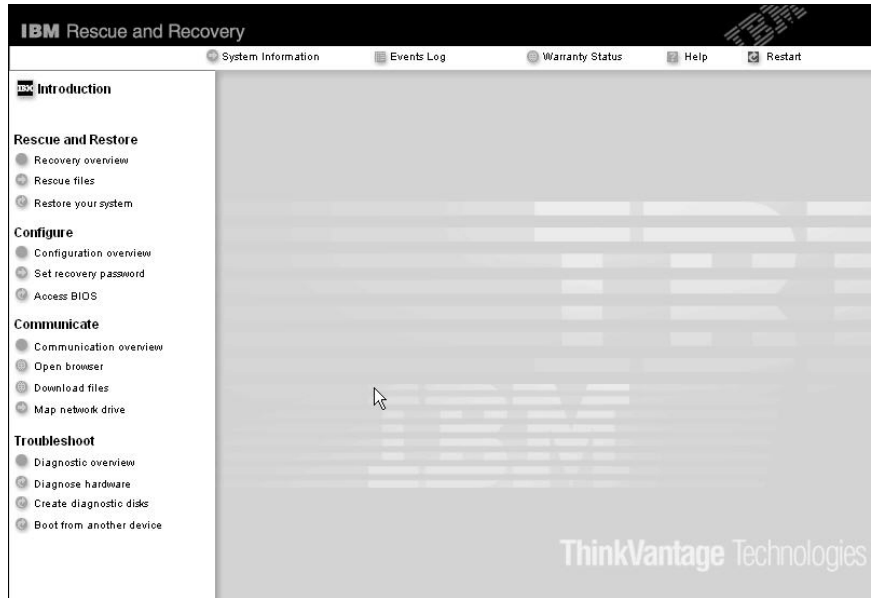 IBM Rescue and Recovery
IBM
System Information Events Log Warranty Status Help Restart
Introduction
Rescue and Restore
Recovery overview
Rescue files
Restore your system
Configure
Configuration overview
Set recovery password
Access BIOS
Communicate
Communication overview
Open browser
Download files
Map network drive
Troubleshoot
Diagnostic overview
Diagnose hardware
Create diagnostic disks
Boot from another device
IBM
ThinkVantage Technologies